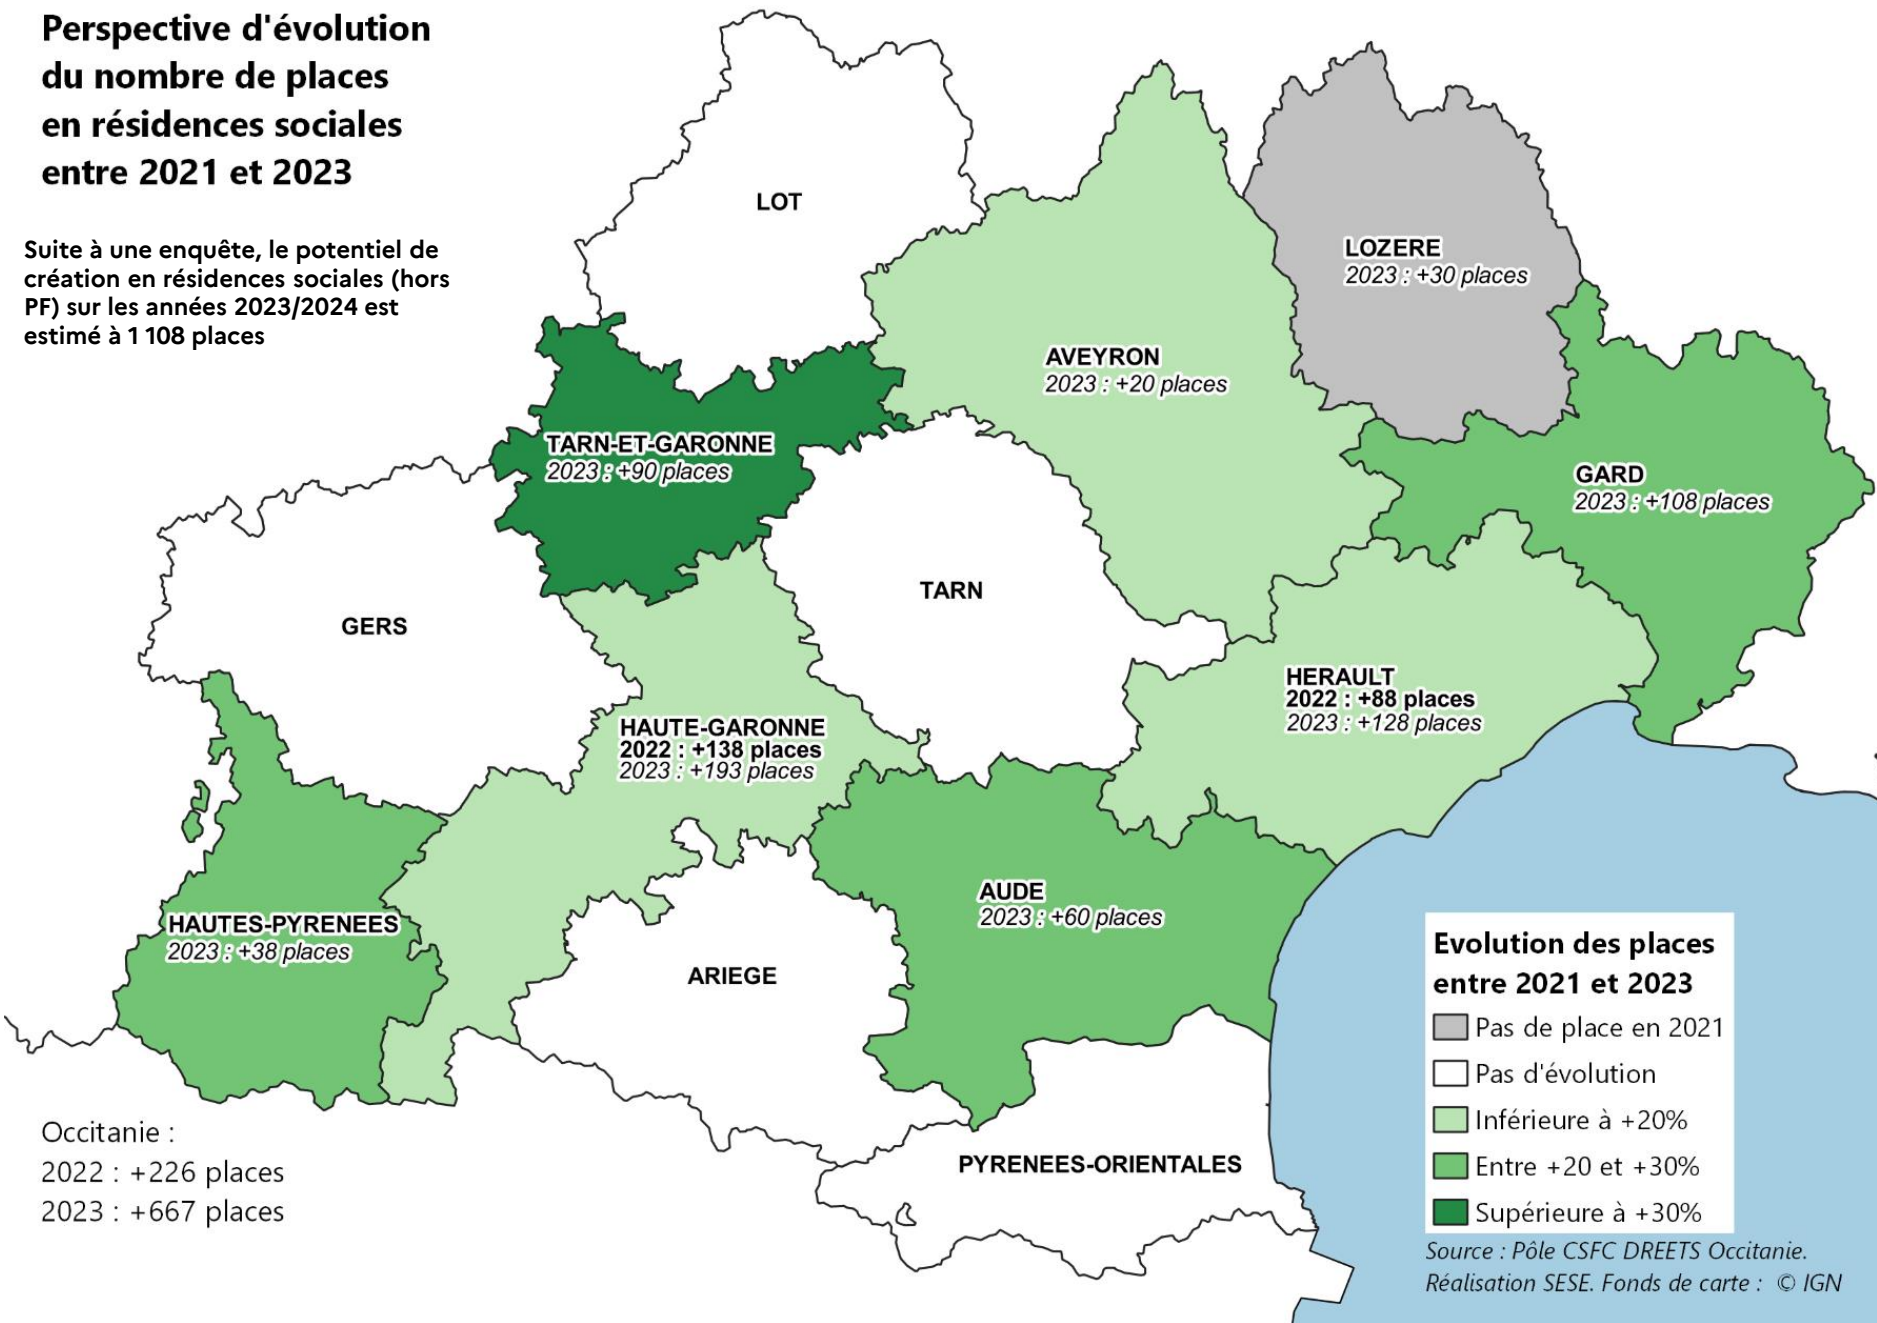 Perspective d'évolution
du nombre de places
en résidences sociales
entre 2021 et 2023
Suite à une enquête, le potentiel de
création en résidences sociales (hors
PF) sur les années 2023/2024 est
estimé à 1 108 places
LOT
LOZERE
2023 : +30 places
AVEYRON
2023 : +20 places
TARN-ET-GARONNE
2023 : +90 places
GARD
2023 : +108 places
TARN
GERS
HERAULT
2022 : +88 places
2023 : +128 places
HAUTE-GARONNE
2022 : +138 places
2023 : +193 places
AUDE
2023 : +60 places
HAUTES-PYRENEES
2023 : +38 places
ARIEGE
PYRENEES-ORIENTALES
Occitanie :
2022 : +226 places
2023 : +667 places
Evolution des places
entre 2021 et 2023
Pas de place en 2021
Pas d'évolution
Inférieure à +20%
Entre +20 et +30%
Supérieure à +30%
Source : Pôle CSFC DREETS Occitanie.
Réalisation SESE. Fonds de carte : © IGN